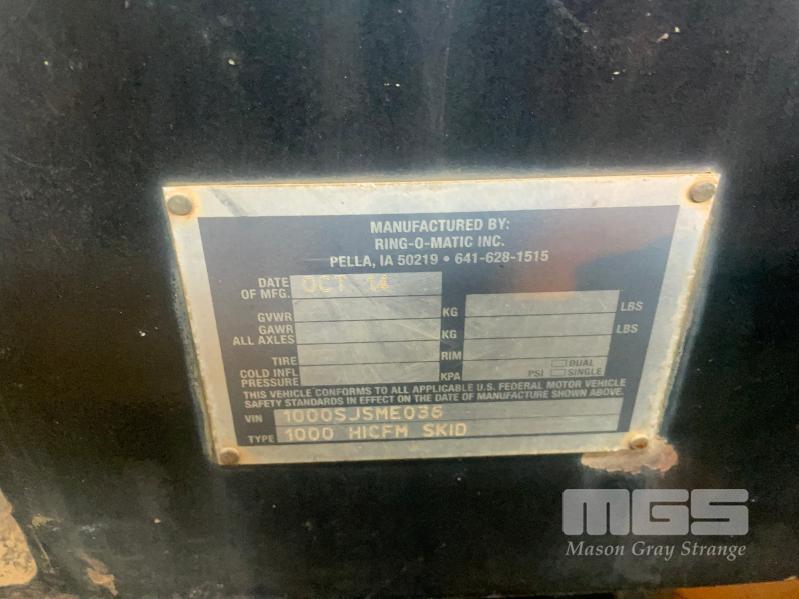 MANUFACTURED BY:
RING-O-MATIC INC.
PELLA, IA 50219 • 641-628-1515
DATE OF MFG. OCT 14
GVWR KG LBS
GAWR ALL AXLES KG LBS
TIRE RIM
COLD INFL PRESSURE KPA PSI DUAL SINGLE
THIS VEHICLE CONFORMS TO ALL APPLICABLE U.S. FEDERAL MOTOR VEHICLE
SAFETY STANDARDS IN EFFECT ON THE DATE OF MANUFACTURE SHOWN ABOVE.
VIN 1000SJSME036
TYPE 1000 HICFM SKID
MGS
Mason Gray Strange